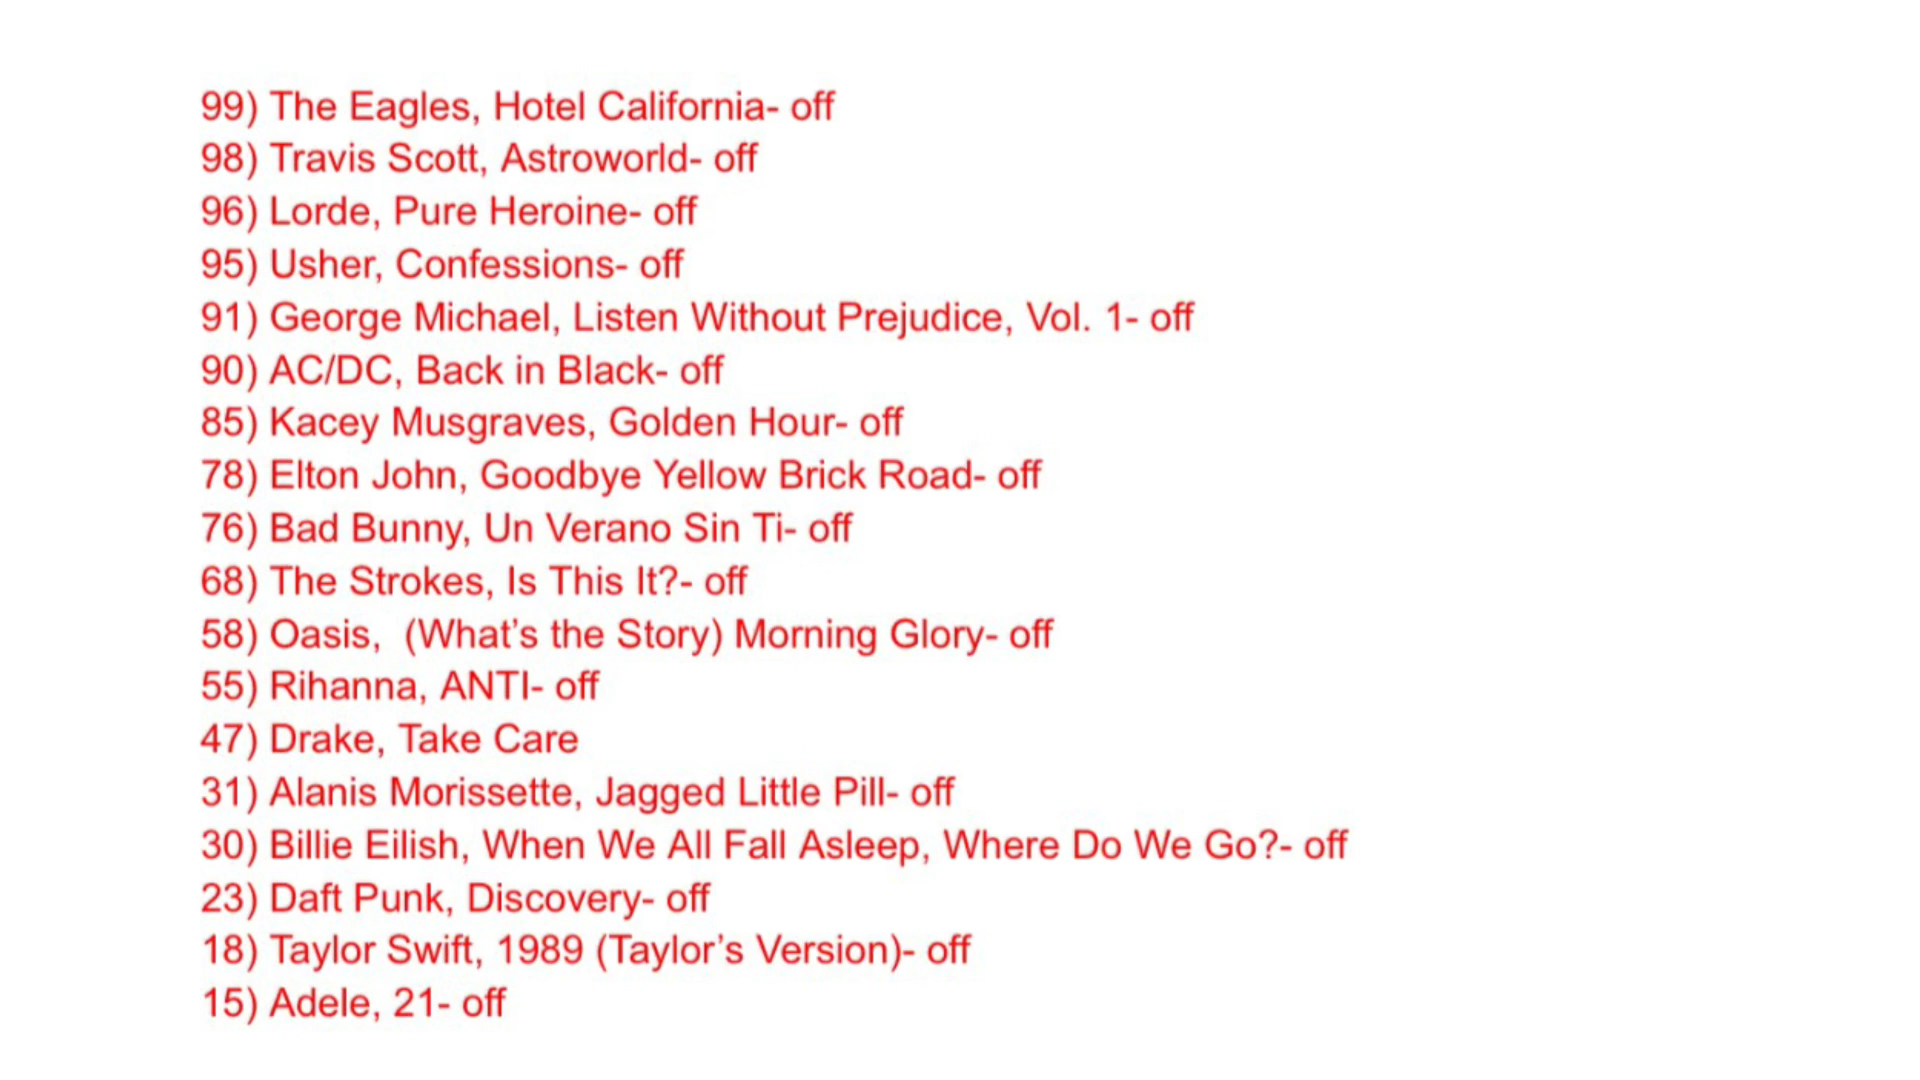 99) The Eagles, Hotel California- off
98) Travis Scott, Astroworld- off
96) Lorde, Pure Heroine- off
95) Usher, Confessions- off
91) George Michael, Listen Without Prejudice, Vol. 1- off
90) AC/DC, Back in Black- off
85) Kacey Musgraves, Golden Hour- off
78) Elton John, Goodbye Yellow Brick Road- off
76) Bad Bunny, Un Verano Sin Ti- off
68) The Strokes, Is This It?- off
58) Oasis,  (What’s the Story) Morning Glory- off
55) Rihanna, ANTI- off
47) Drake, Take Care
31) Alanis Morissette, Jagged Little Pill- off
30) Billie Eilish, When We All Fall Asleep, Where Do We Go?- off
23) Daft Punk, Discovery- off
18) Taylor Swift, 1989 (Taylor’s Version)- off
15) Adele, 21- off